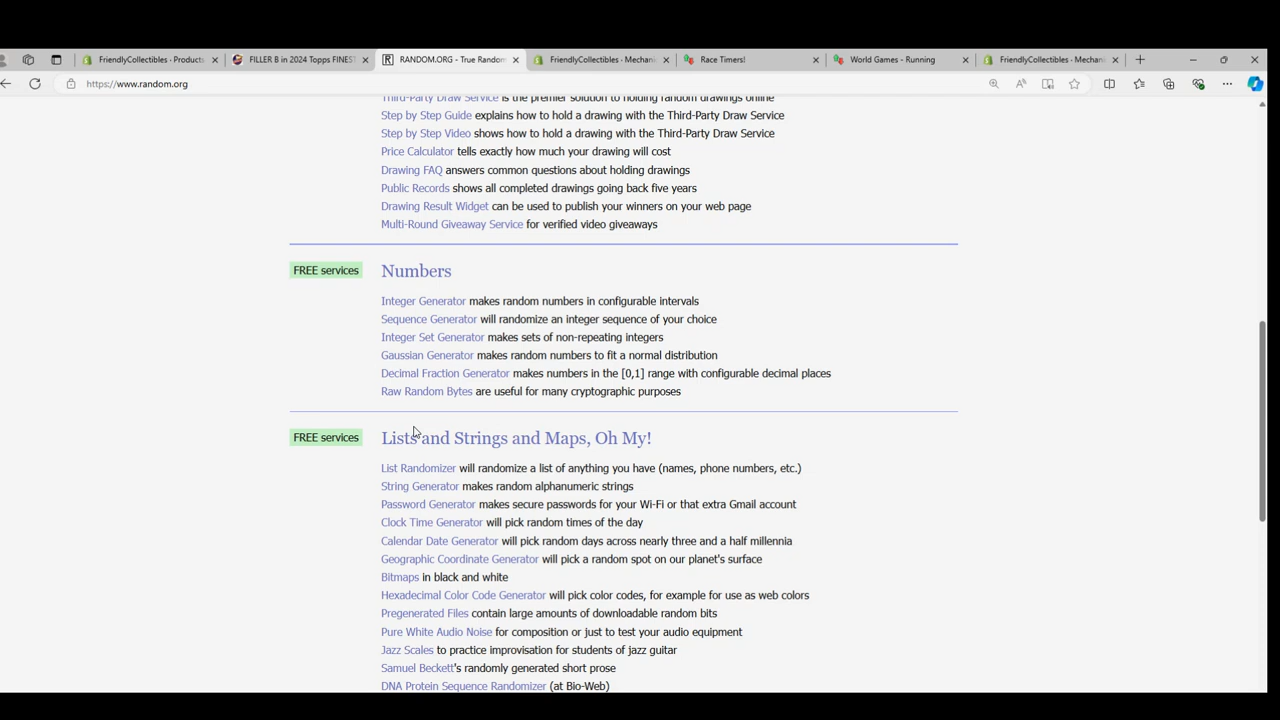 FriendlyCollectibles · Products
FILLER B in 2024 Topps FINEST
RANDOM.ORG - True Random
FriendlyCollectibles · Mechanic
Race Timers!
World Games - Running
FriendlyCollectibles · Mechanic
https://www.random.org
Third-Party Draw Service is the premier solution to holding random drawings online
Step by Step Guide explains how to hold a drawing with the Third-Party Draw Service
Step by Step Video shows how to hold a drawing with the Third-Party Draw Service
Price Calculator tells exactly how much your drawing will cost
Drawing FAQ answers common questions about holding drawings
Public Records shows all completed drawings going back five years
Drawing Result Widget can be used to publish your winners on your web page
Multi-Round Giveaway Service for verified video giveaways
FREE services Numbers
Integer Generator makes random numbers in configurable intervals
Sequence Generator will randomize an integer sequence of your choice
Integer Set Generator makes sets of non-repeating integers
Gaussian Generator makes random numbers to fit a normal distribution
Decimal Fraction Generator makes numbers in the [0,1] range with configurable decimal places
Raw Random Bytes are useful for many cryptographic purposes
FREE services Lists and Strings and Maps, Oh My!
List Randomizer will randomize a list of anything you have (names, phone numbers, etc.)
String Generator makes random alphanumeric strings
Password Generator makes secure passwords for your Wi-Fi or that extra Gmail account
Clock Time Generator will pick random times of the day
Calendar Date Generator will pick random days across nearly three and a half millennia
Geographic Coordinate Generator will pick a random spot on our planet's surface
Bitmaps in black and white
Hexadecimal Color Code Generator will pick color codes, for example for use as web colors
Pregenerated Files contain large amounts of downloadable random bits
Pure White Audio Noise for composition or just to test your audio equipment
Jazz Scales to practice improvisation for students of jazz guitar
Samuel Beckett's randomly generated short prose
DNA Protein Sequence Randomizer (at Bio-Web)